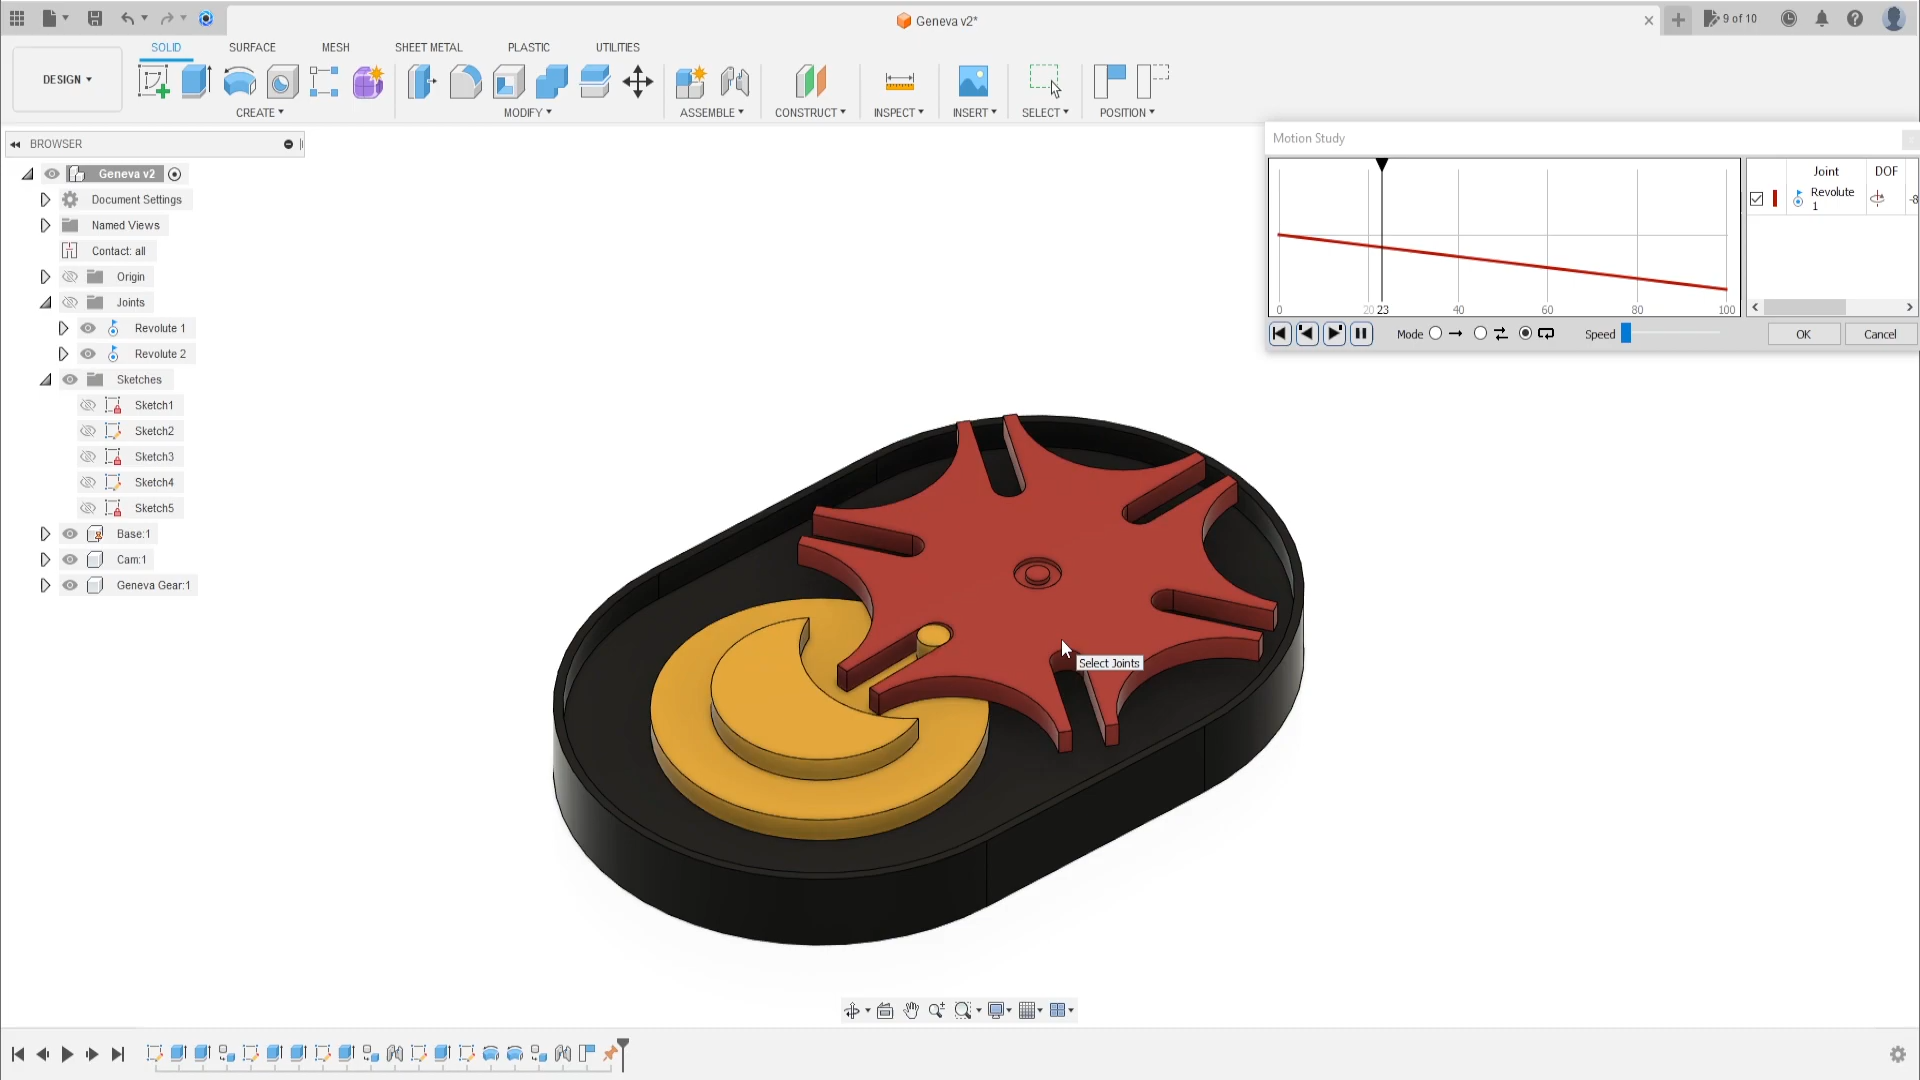 Geneva v2*
9 of 10
DESIGN
SOLID SURFACE MESH SHEET METAL PLASTIC UTILITIES
CREATE MODIFY ASSEMBLE CONSTRUCT INSPECT INSERT SELECT POSITION
BROWSER
Geneva v2
Document Settings
Named Views
Contact: all
Origin
Joints
Revolute 1
Revolute 2
Sketches
Sketch1
Sketch2
Sketch3
Sketch4
Sketch5
Base:1
Cam:1
Geneva Gear:1
Motion Study
Joint DOF
Revolute
1
-8
0 20 23 40 60 80 100
Mode Speed OK Cancel
Select Joints